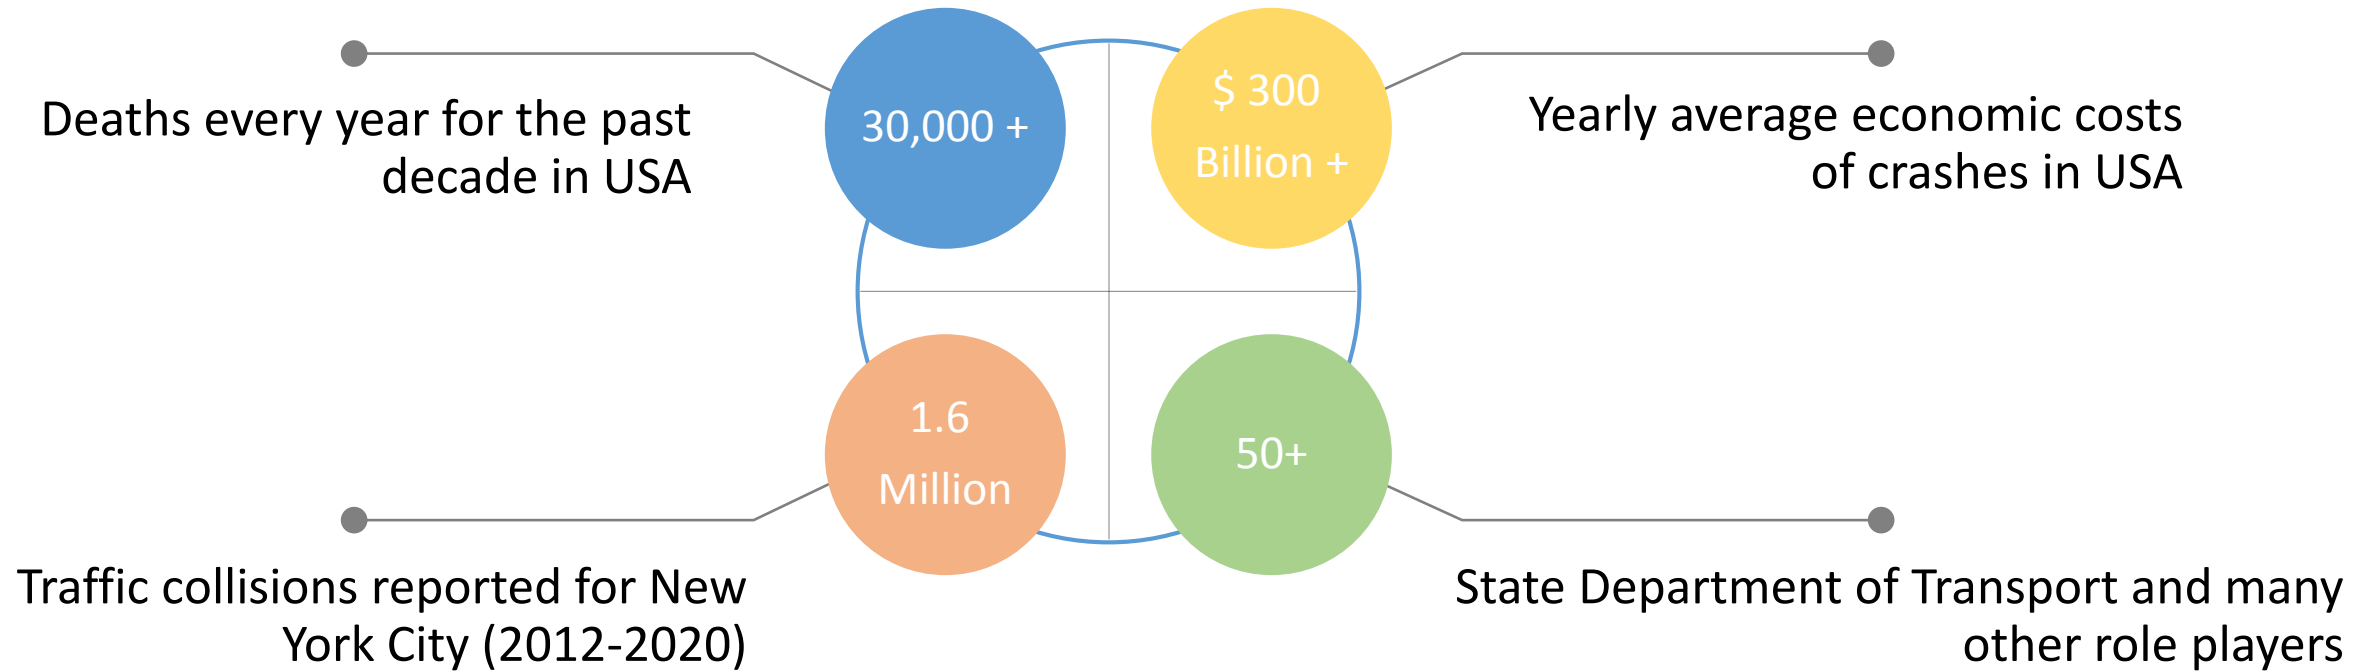 30,000 +
Deaths every year for the past
decade in USA
$ 300
Billion +
Yearly average economic costs
of crashes in USA
1.6
Million
Traffic collisions reported for New
York City (2012-2020)
50+
State Department of Transport and many
other role players